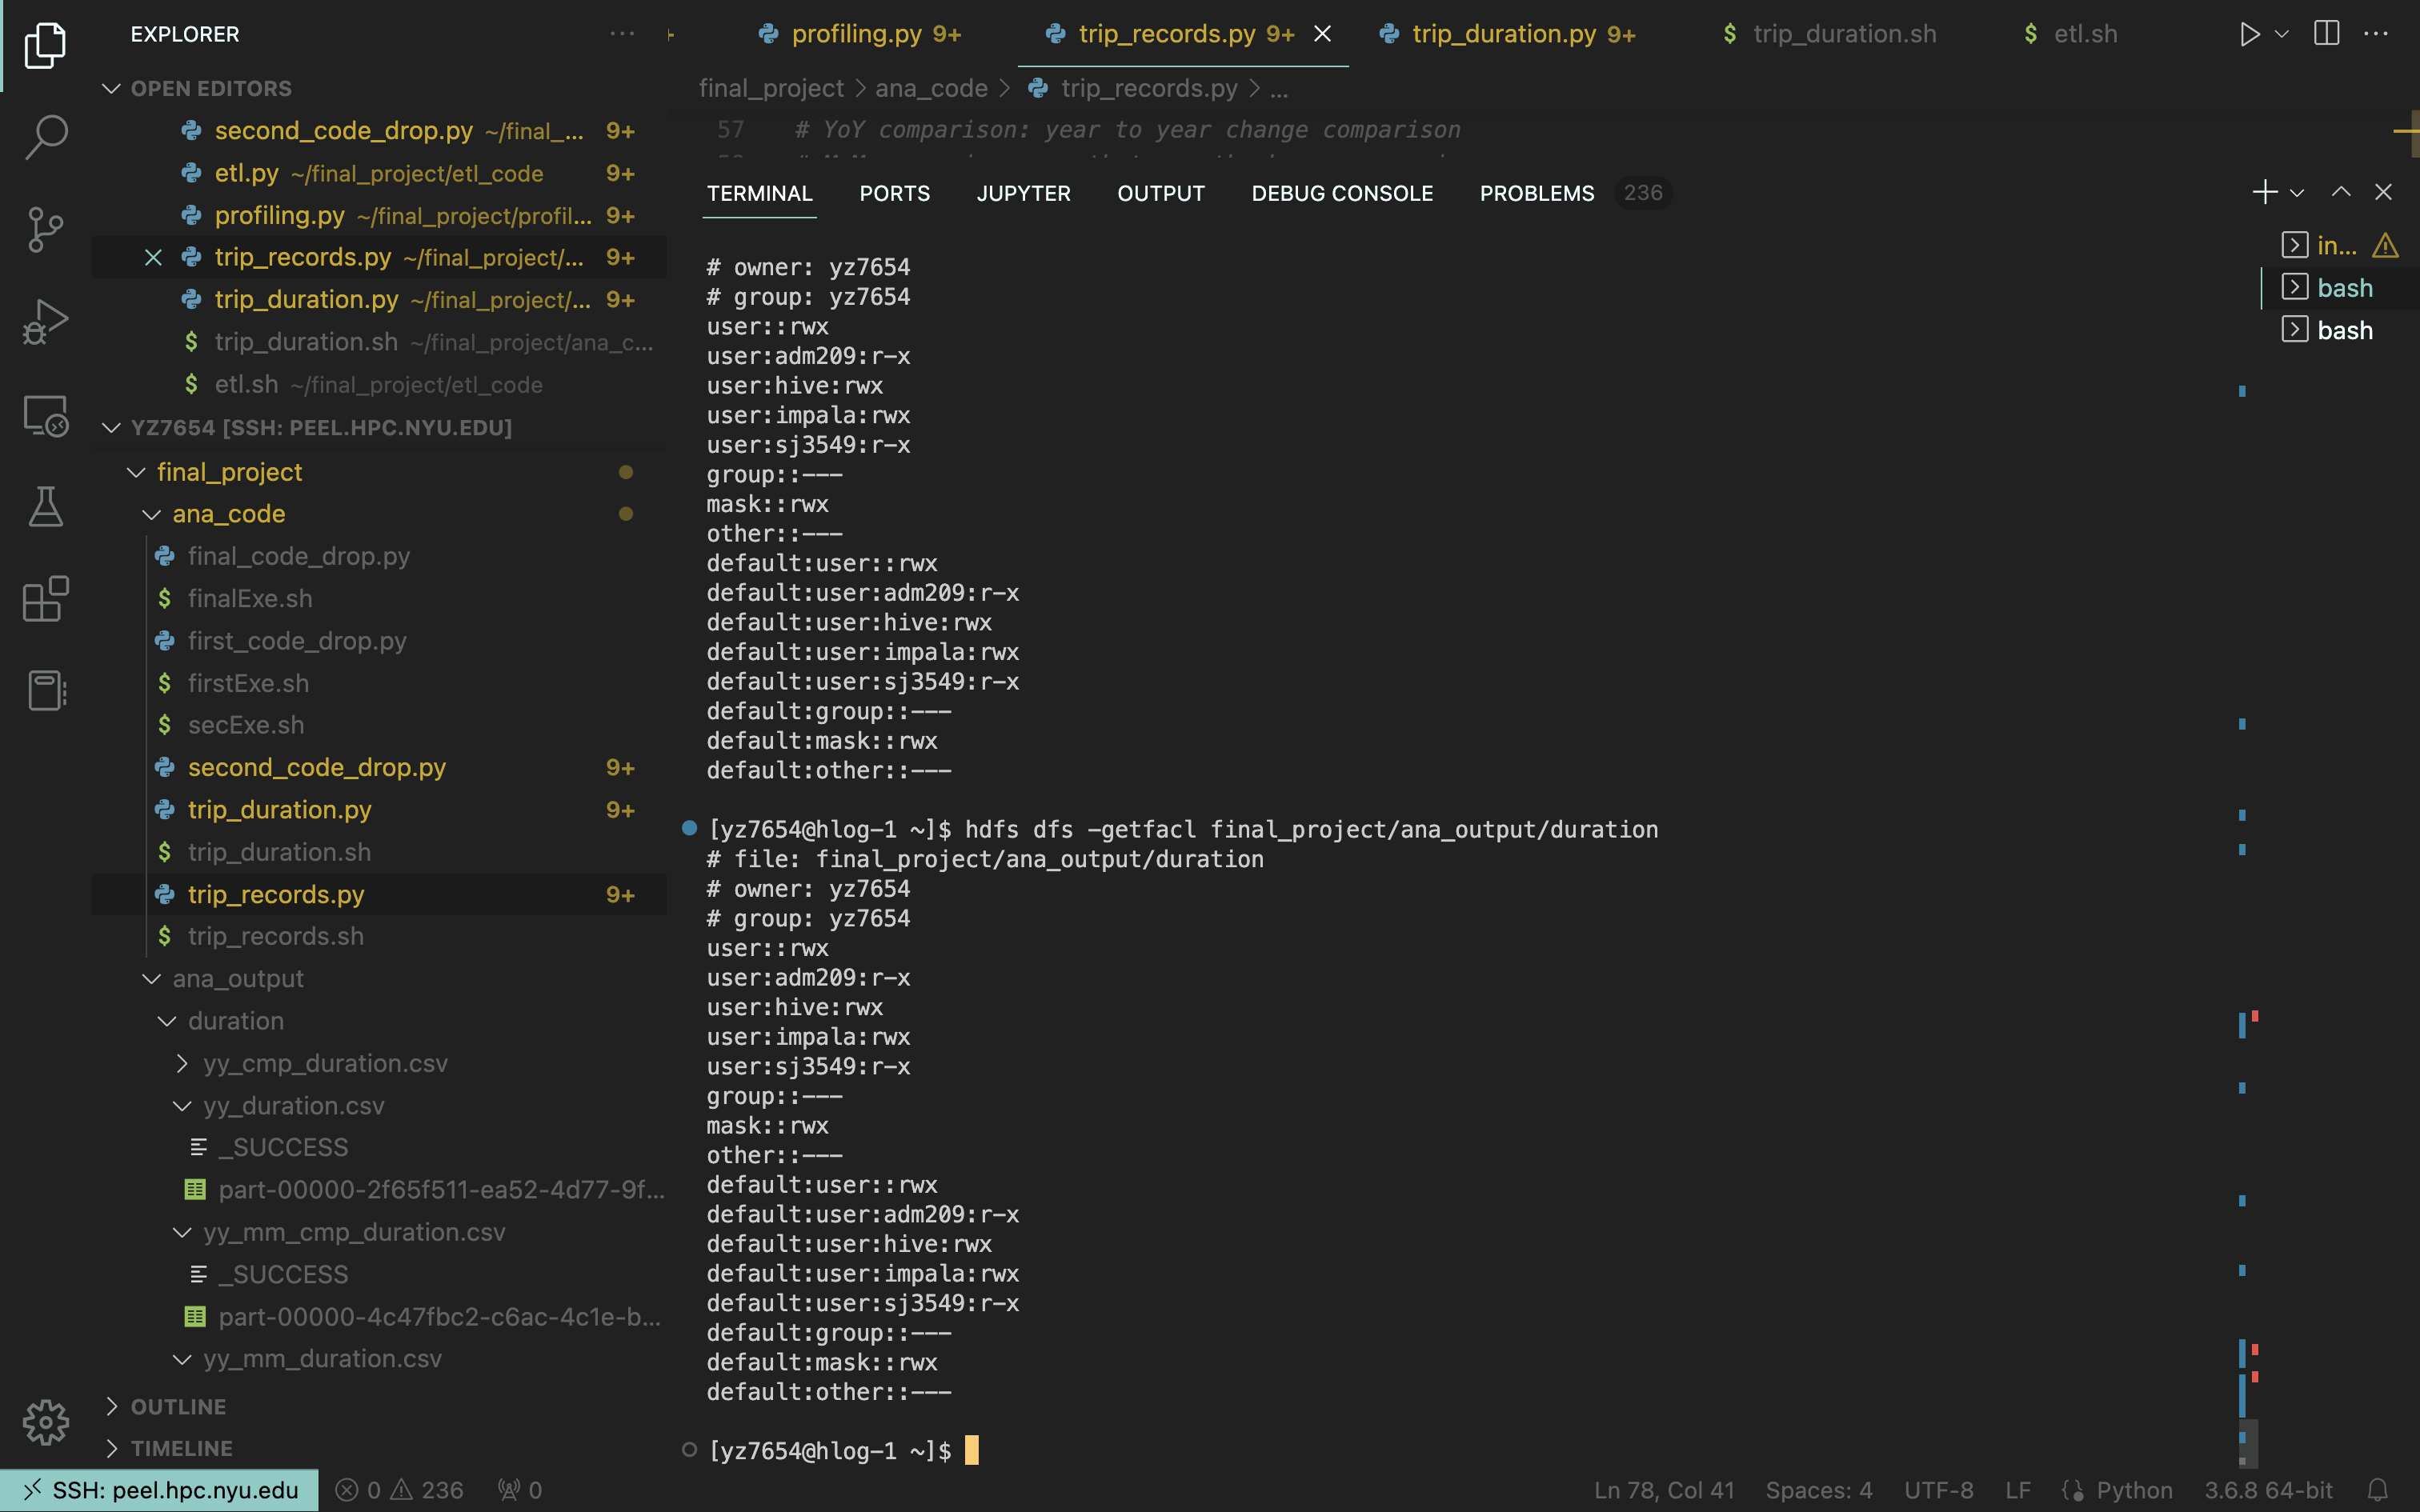 EXPLORER
OPEN EDITORS
second_code_drop.py ~/final_... 9+
etl.py ~/final_project/etl_code 9+
profiling.py ~/final_project/profil... 9+
trip_records.py ~/final_project/... 9+
trip_duration.py ~/final_project/... 9+
trip_duration.sh ~/final_project/ana_c...
etl.sh ~/final_project/etl_code
YZ7654 [SSH: PEEL.HPC.NYU.EDU]
final_project
ana_code
final_code_drop.py
finalExe.sh
first_code_drop.py
firstExe.sh
secExe.sh
second_code_drop.py 9+
trip_duration.py 9+
trip_duration.sh
trip_records.py 9+
trip_records.sh
ana_output
duration
yy_cmp_duration.csv
yy_duration.csv
_SUCCESS
part-00000-2f65f511-ea52-4d77-9f...
yy_mm_cmp_duration.csv
_SUCCESS
part-00000-4c47fbc2-c6ac-4c1e-b...
yy_mm_duration.csv
OUTLINE
TIMELINE
profiling.py 9+ trip_records.py 9+ trip_duration.py 9+ trip_duration.sh etl.sh
final_project > ana_code > trip_records.py > ...
57 # YoY comparison: year to year change comparison
TERMINAL PORTS JUPYTER OUTPUT DEBUG CONSOLE PROBLEMS 236
# owner: yz7654
# group: yz7654
user::rwx
user:adm209:r-x
user:hive:rwx
user:impala:rwx
user:sj3549:r-x
group::---
mask::rwx
other::---
default:user::rwx
default:user:adm209:r-x
default:user:hive:rwx
default:user:impala:rwx
default:user:sj3549:r-x
default:group::---
default:mask::rwx
default:other::---
[yz7654@hlog-1 ~]$ hdfs dfs -getfacl final_project/ana_output/duration
# file: final_project/ana_output/duration
# owner: yz7654
# group: yz7654
user::rwx
user:adm209:r-x
user:hive:rwx
user:impala:rwx
user:sj3549:r-x
group::---
mask::rwx
other::---
default:user::rwx
default:user:adm209:r-x
default:user:hive:rwx
default:user:impala:rwx
default:user:sj3549:r-x
default:group::---
default:mask::rwx
default:other::---
[yz7654@hlog-1 ~]$
in...
bash
bash
SSH: peel.hpc.nyu.edu 0 236 0 Ln 78, Col 41 Spaces: 4 UTF-8 LF Python 3.6.8 64-bit